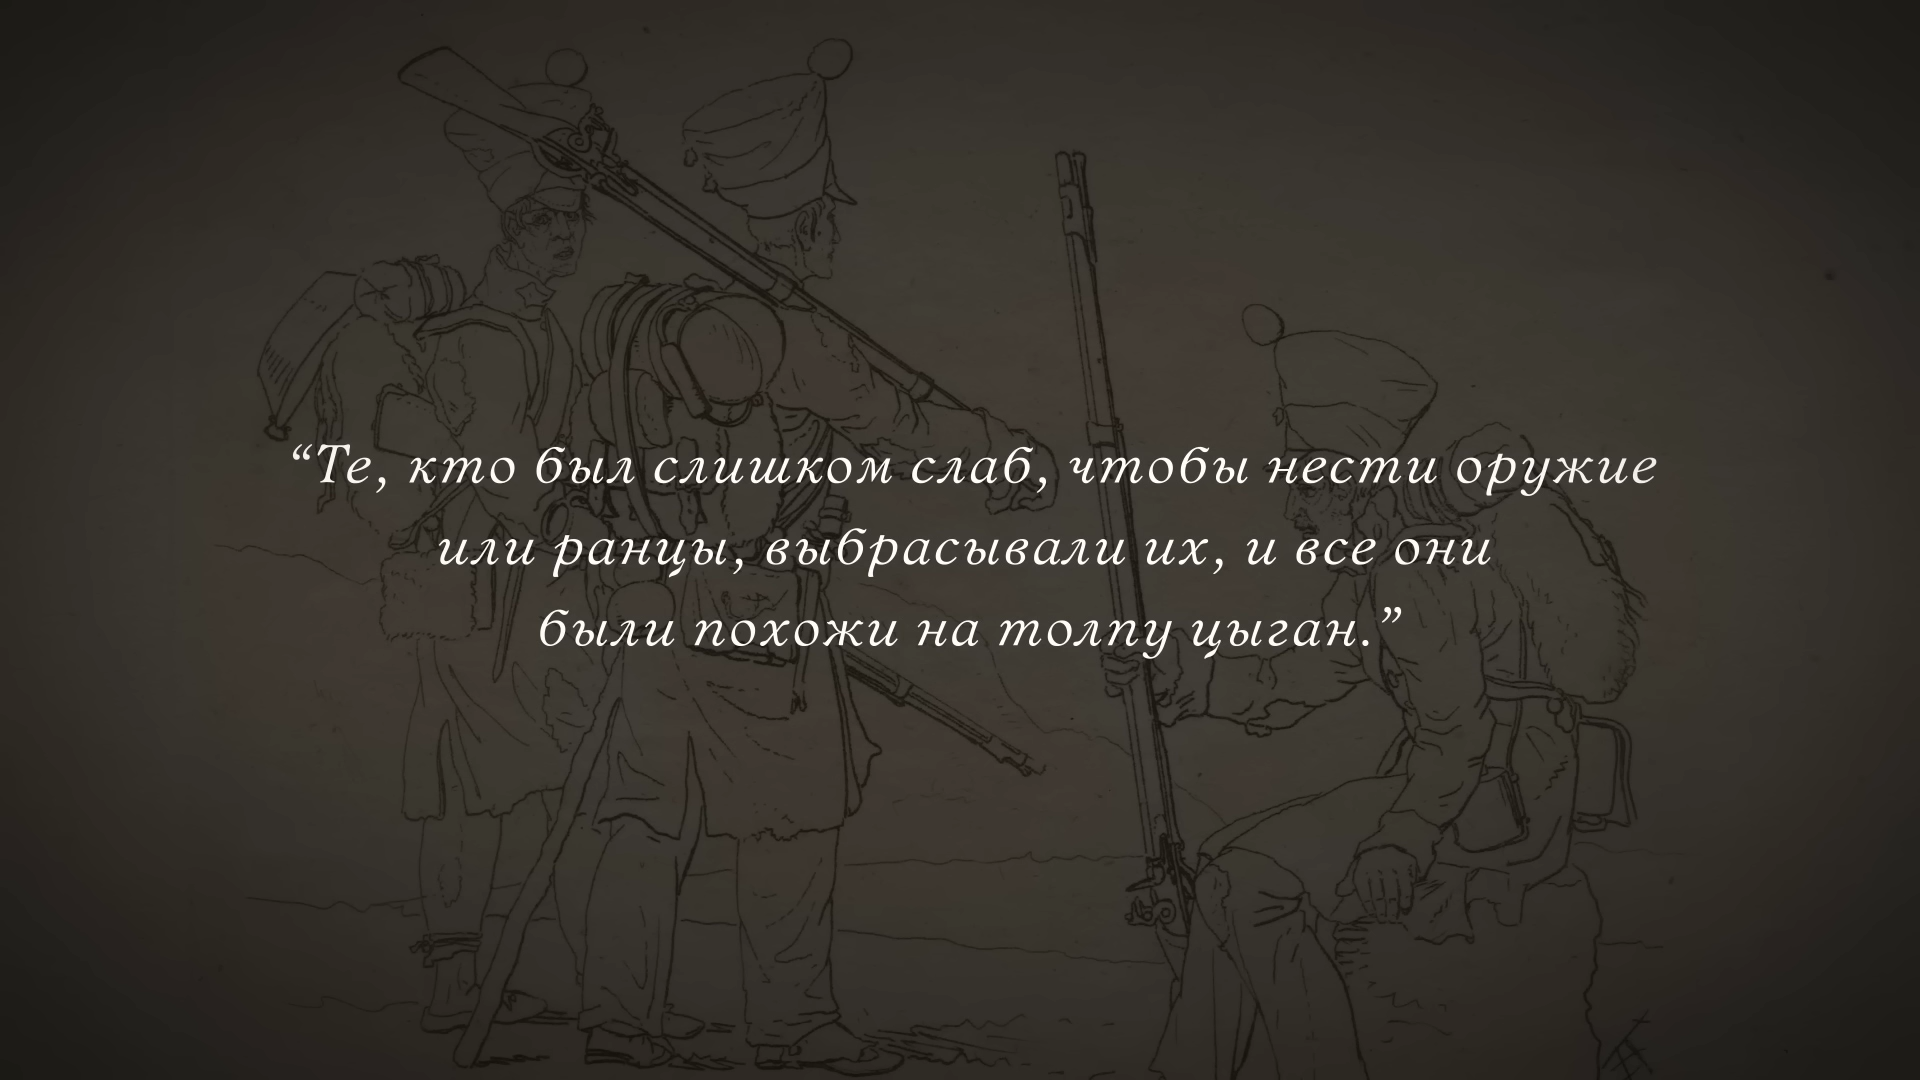 “Те, кто был слишком слаб, чтобы нести оружие
или ранцы, выбрасывали их, и все они
были похожи на толпу цыган.”